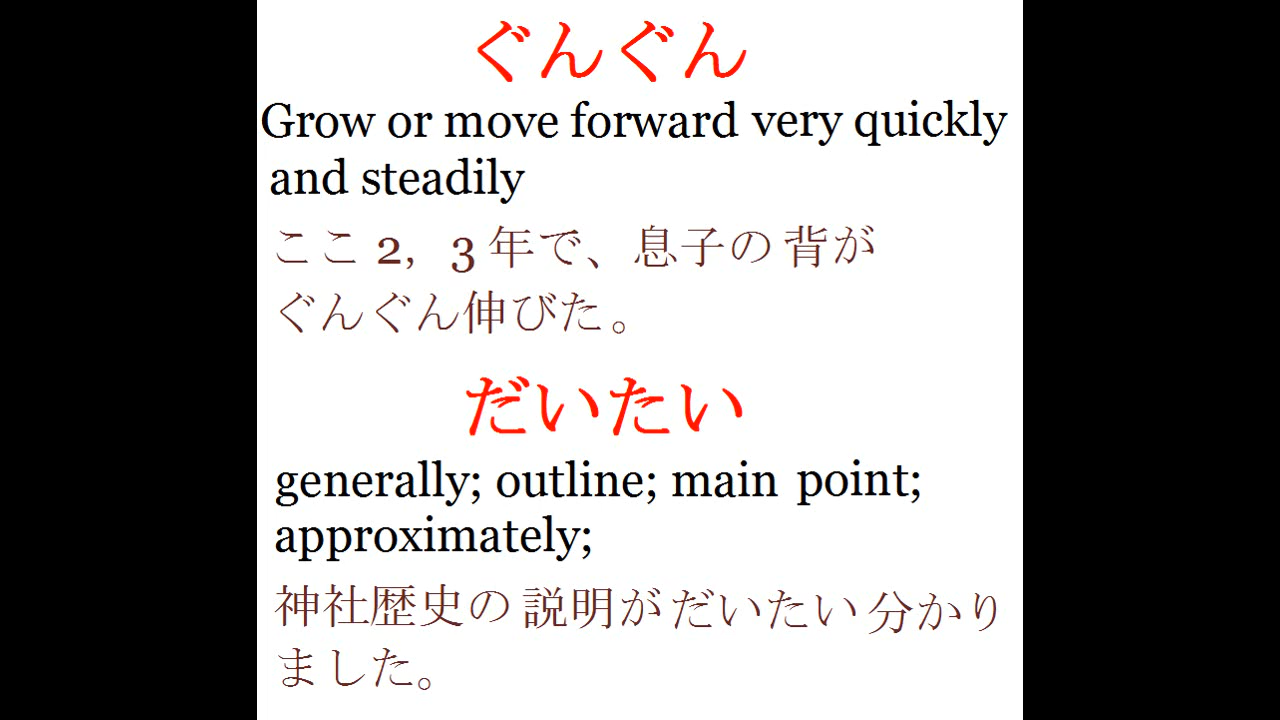 ぐんぐん
Grow or move forward very quickly
and steadily
ここ 2, 3 年で、息子の 背が
ぐんぐん伸びた。
だいたい
generally; outline; main point;
approximately;
神社歴史の 説明が だいたい 分かり
ました。